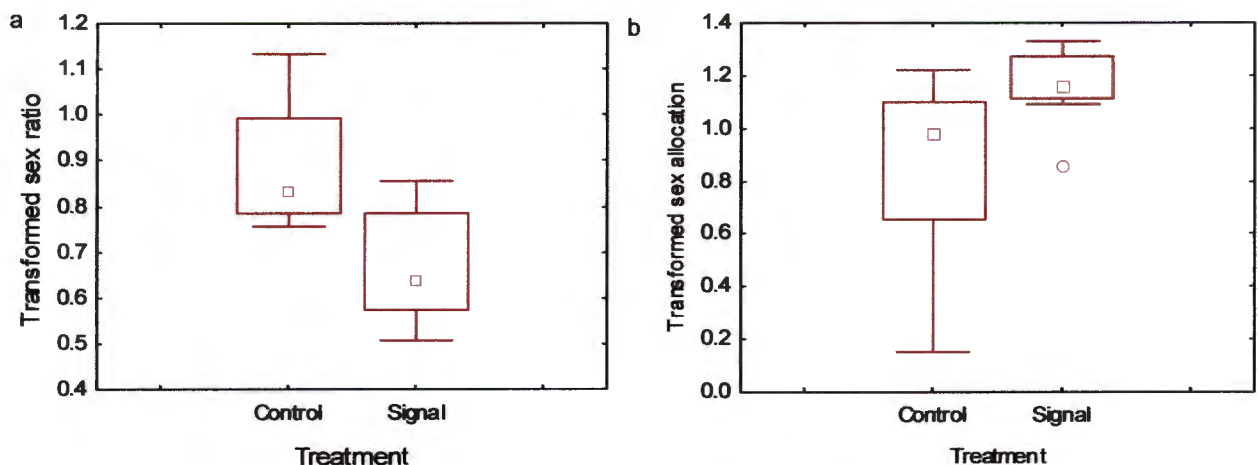 a
Transformed sex ratio
1.2
1.1
1.0
0.9
0.8
0.7
0.6
0.5
0.4
Control Signal
Treatment
b
Transformed sex allocation
1.4
1.2
1.0
0.8
0.6
0.4
0.2
0.0
Control Signal
Treatment